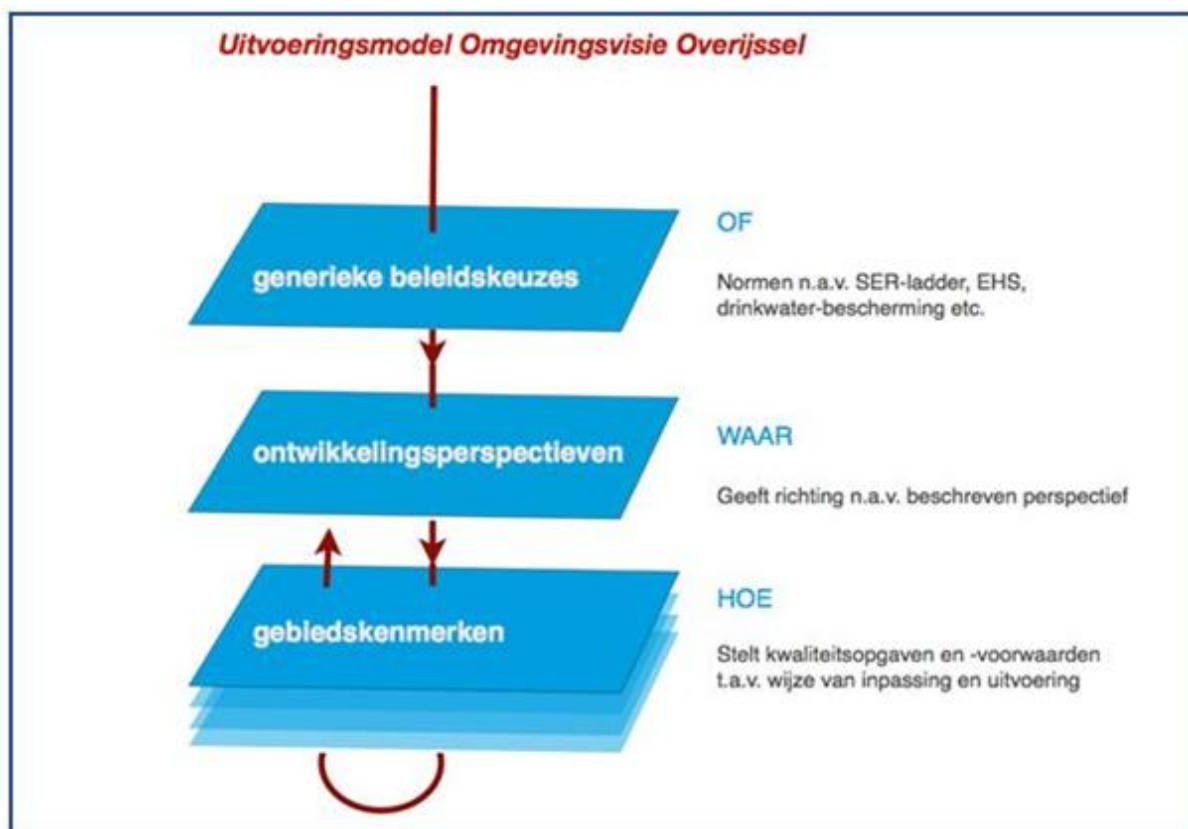 Uitvoeringsmodel Omgevingsvisie Overijssel
generieke beleidskeuzes
OF
Normen n.a.v. SER-ladder, EHS,
drinkwater-bescherming etc.
ontwikkelingsperspectieven
WAAR
Geeft richting n.a.v. beschreven perspectief
gebiedskenmerken
HOE
Stelt kwaliteitsopgaven en -voorwaarden
t.a.v. wijze van inpassing en uitvoering